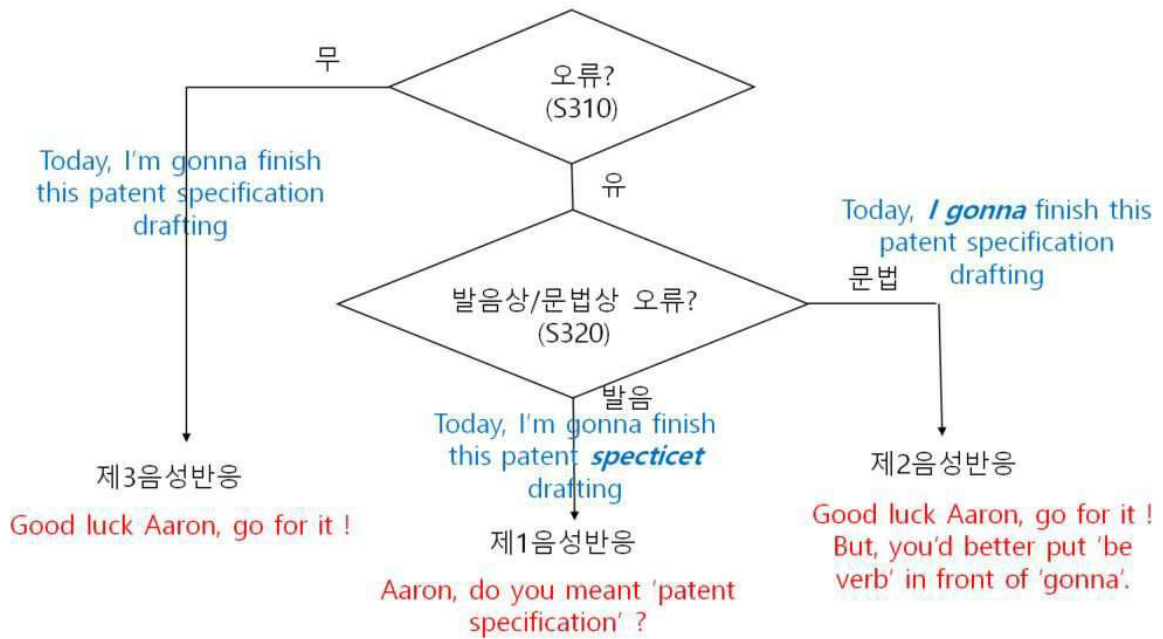 무
오류?
(S310)
Today, I'm gonna finish
this patent specification
drafting
유
Today, I gonna finish this
patent specification
drafting
문법
발음상/문법상 오류?
(S320)
발음
Today, I'm gonna finish
this patent specticet
drafting
제3음성반응
Good luck Aaron, go for it !
제1음성반응
Aaron, do you meant 'patent
specification' ?
제2음성반응
Good luck Aaron, go for it !
But, you'd better put 'be
verb' in front of 'gonna'.